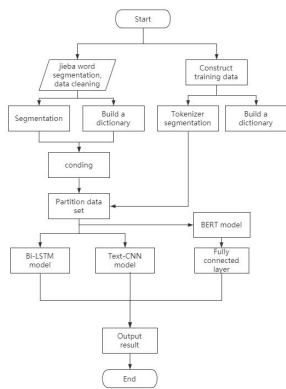 Start
Jieba word
segmentation,
data cleaning
Construct
training data
Segmentation
Build a
dictionary
Tokenizer
segmentation
Build a
dictionary
conding
Partition data
set
BERT model
Bi-LSTM
model
Text-CNN
model
Fully
connected
layer
Output
result
End